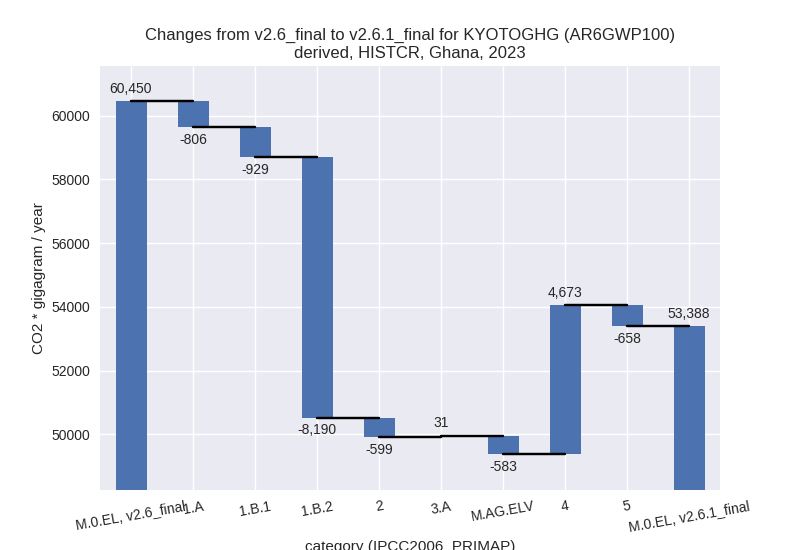 Changes from v2.6_final to v2.6.1_final for KYOTOGHG (AR6GWP100)
derived, HISTCR, Ghana, 2023
CO2 * gigagram / year
60000
58000
56000
54000
52000
50000
60,450
-806
-929
-8,190
-599
31
-583
4,673
-658
53,388
M.0.EL, v2.6_final
1.A
1.B.1
1.B.2
2
3.A
M.AG.ELV
4
5
M.0.EL, v2.6.1_final
category (IPCC2006_PRIMAP)